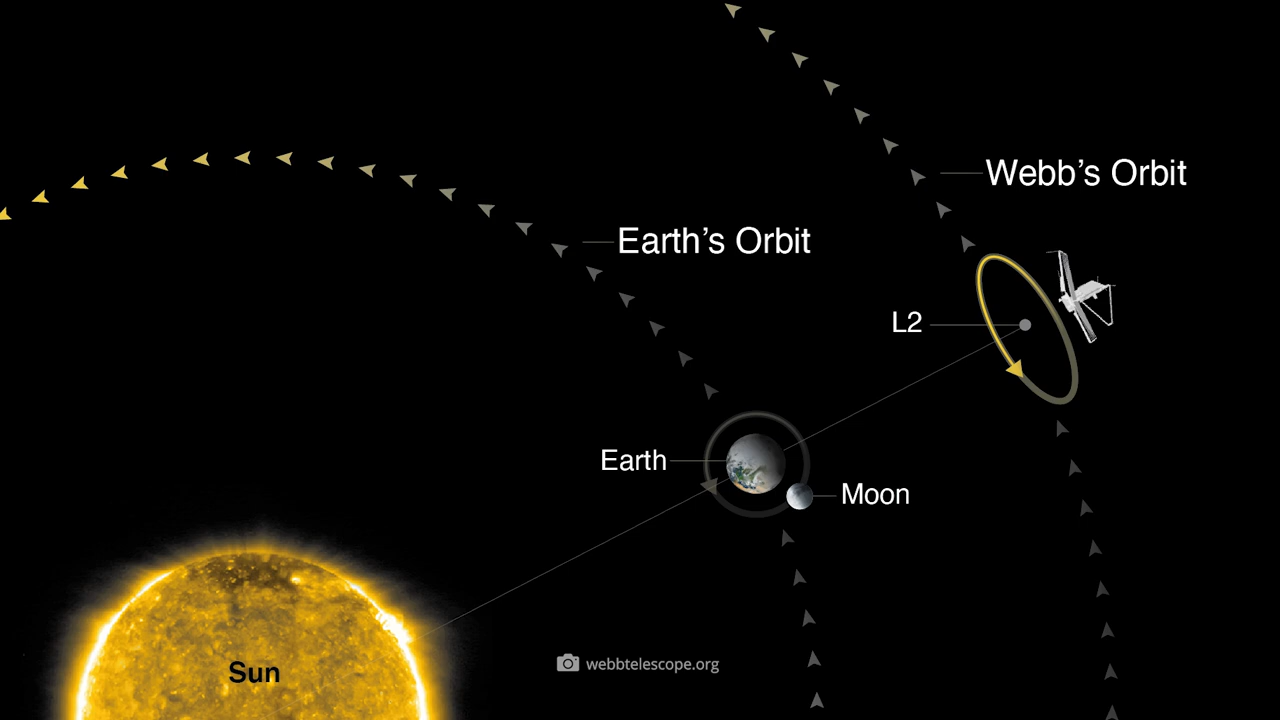 Webb's Orbit
Earth's Orbit
L2
Earth
Moon
Sun
webbtelescope.org